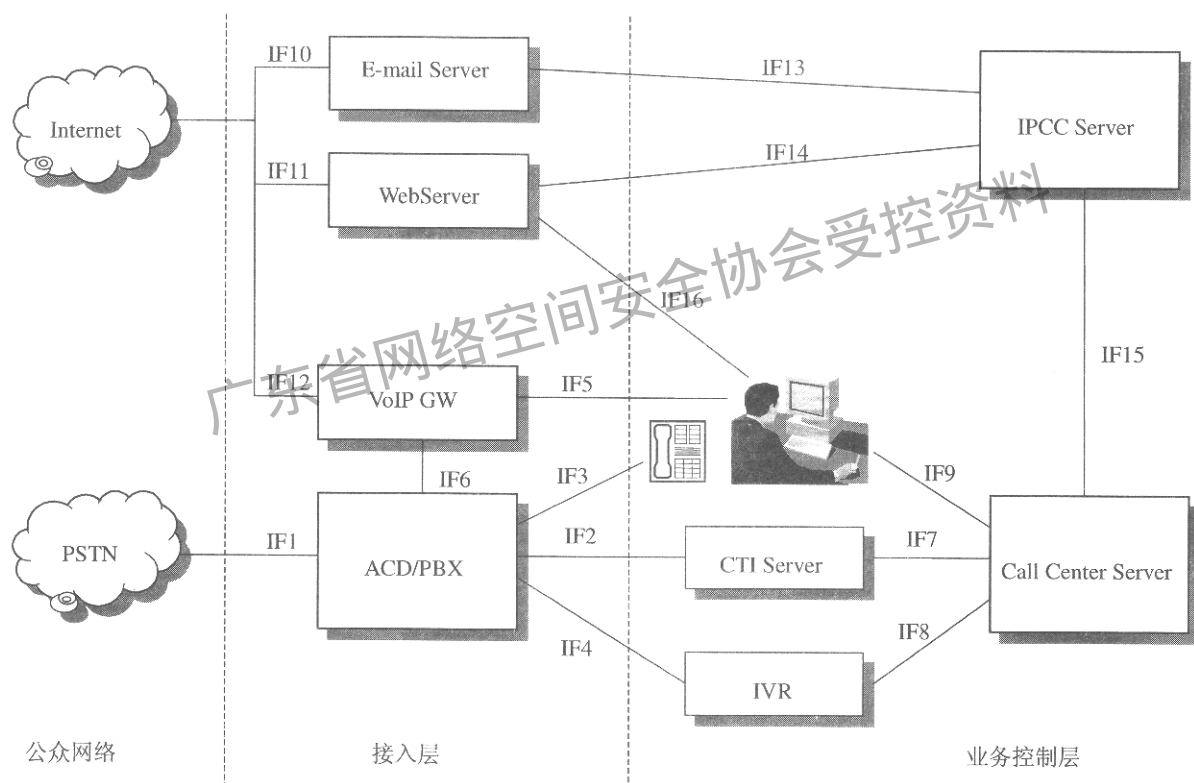 IF10
E-mail Server
IF13
Internet
IPCC Server
IF11
WebServer
IF14
广东省网络空间安全协会受控资料
IF16
IF15
IF12
VoIP GW
IF5
IF6
IF3
IF9
PSTN
IF1
ACD/PBX
IF2
CTI Server
IF7
Call Center Server
IF4
IF8
IVR
公众网络
接入层
业务控制层